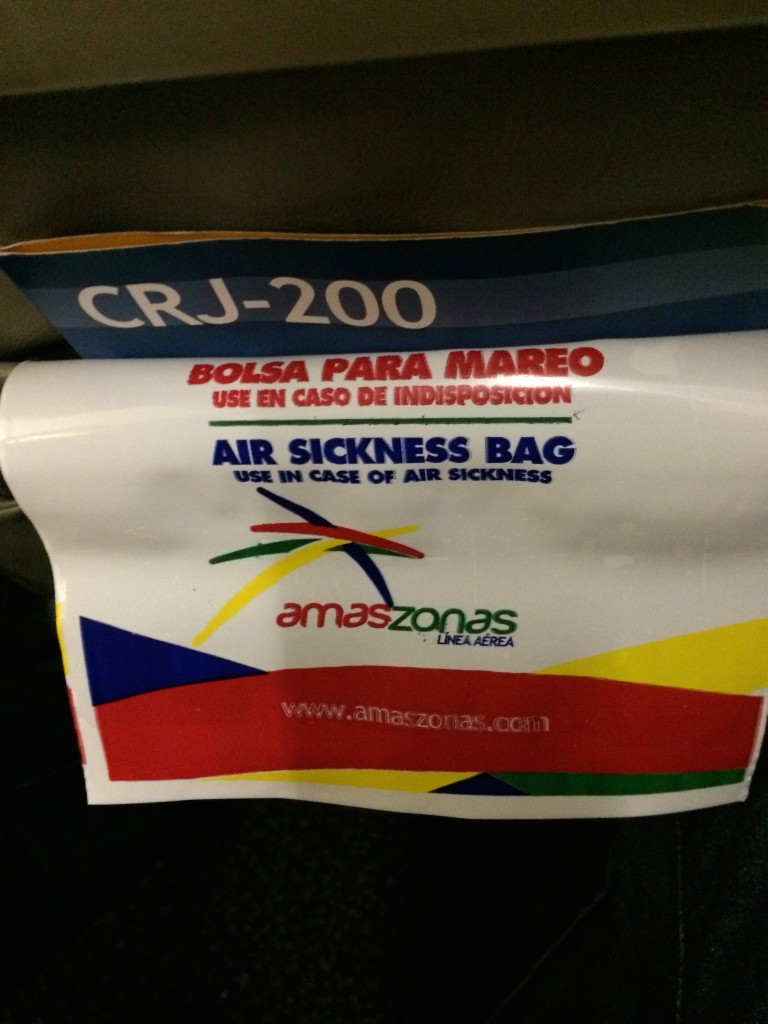 CRJ-200
BOLSA PARA MAREO
USE EN CASO DE INDISPOSICION
AIR SICKNESS BAG
USE IN CASE OF AIR SICKNESS
amaszonas
LÍNEA AÉREA
www.amaszonas.com